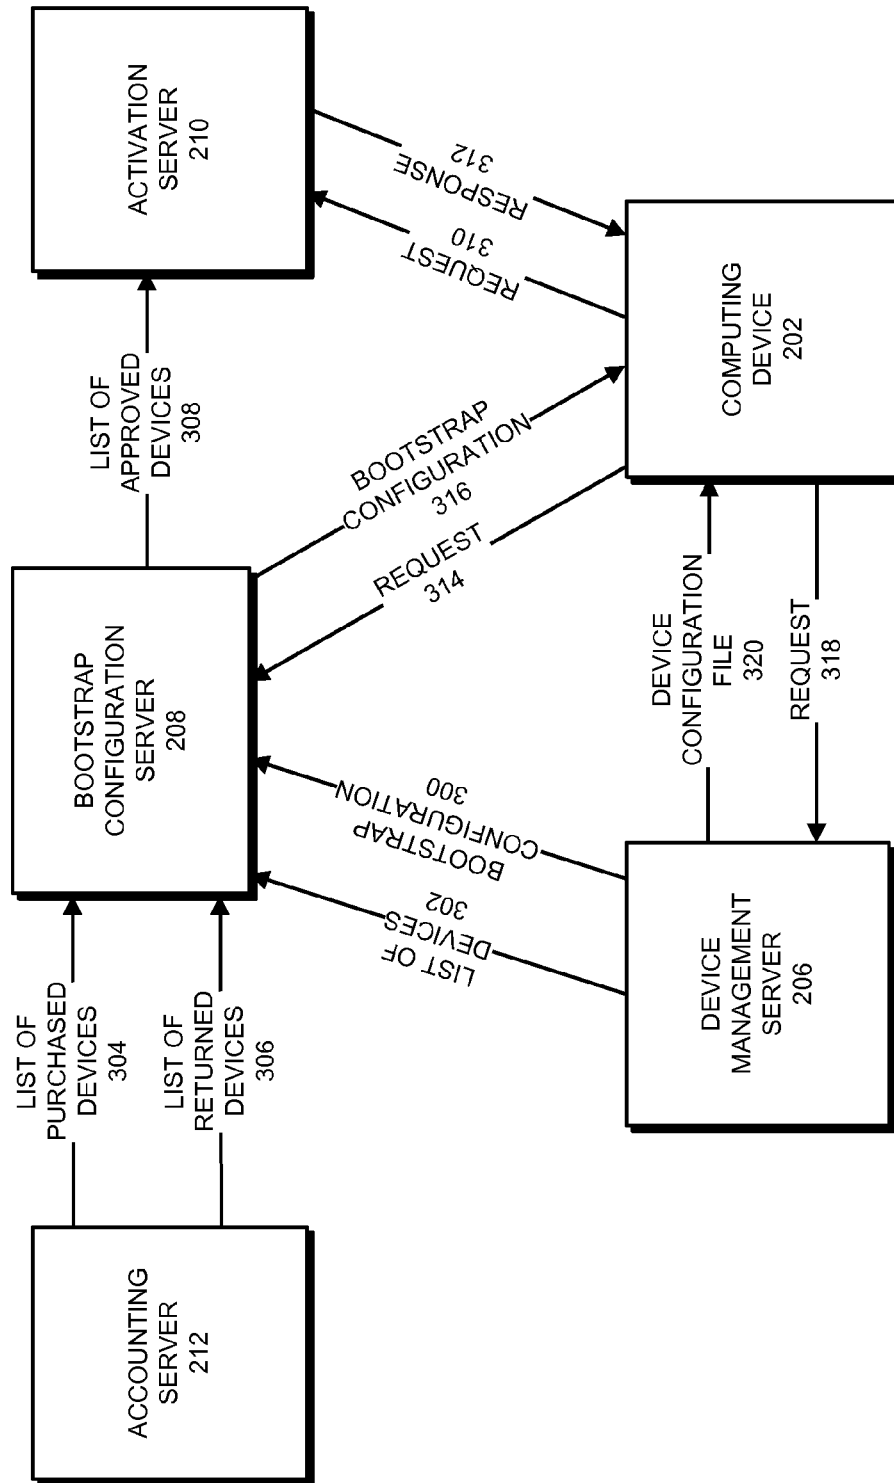 ACCOUNTING
SERVER
212
LIST OF
PURCHASED
DEVICES
304
LIST OF
RETURNED
DEVICES
306
BOOTSTRAP
CONFIGURATION
SERVER
208
LIST OF
APPROVED
DEVICES
308
ACTIVATION
SERVER
210
LIST OF
DEVICES
302
BOOTSTRAP
CONFIGURATION
300
REQUEST
314
BOOTSTRAP
CONFIGURATION
316
REQUEST
310
RESPONSE
312
DEVICE
MANAGEMENT
SERVER
206
DEVICE
CONFIGURATION
FILE
320
REQUEST
318
COMPUTING
DEVICE
202